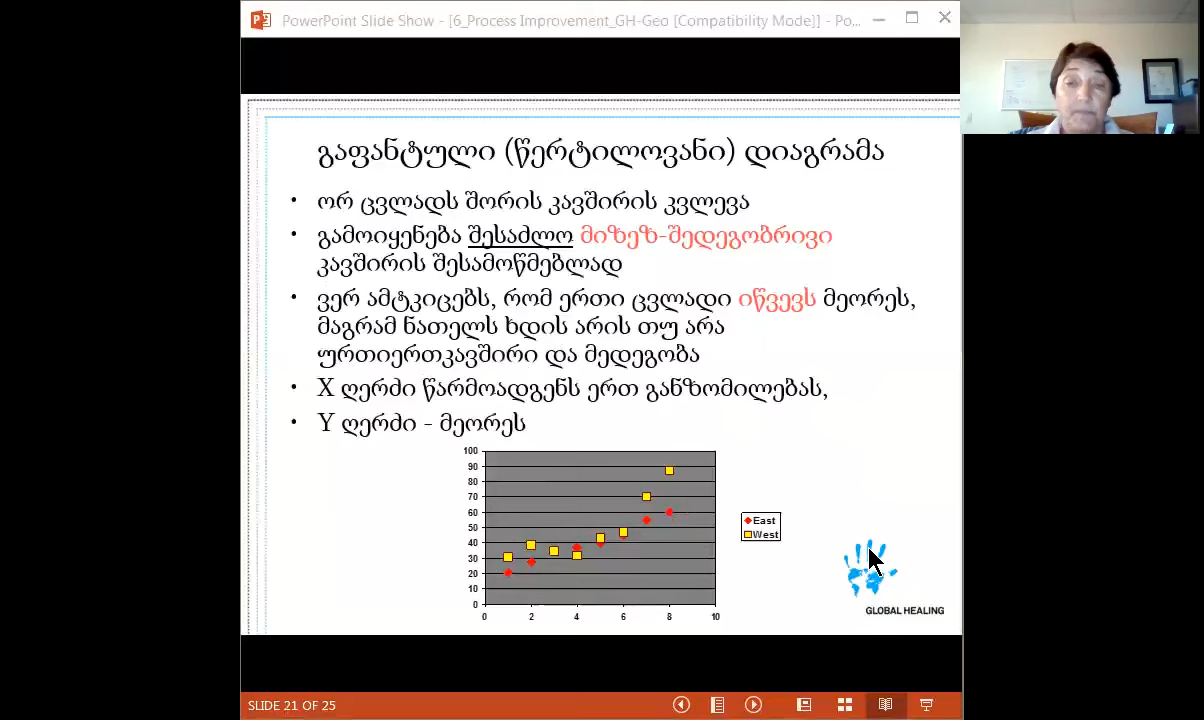 PowerPoint Slide Show - [6_Process Improvement_GH-Geo [Compatibility Mode]] - Po...
გაფანტული (წერტილოვანი) დიაგრამა
• ორ ცვლადს შორის კავშირის კვლევა
• გამოიყენება შესაძლო მიზეზ-შედეგობრივი
კავშირის შესამოწმებლად
• ვერ ამტკიცებს, რომ ერთი ცვლადი იწვევს მეორეს,
მაგრამ ნათელს ხდის არის თუ არა
ურთიერთკავშირი და მედეგობა
• X ღერძი წარმოადგენს ერთ განზომილებას,
• Y ღერძი - მეორეს
100
90
80
70
60
50
40
30
20
10
0
0 2 4 6 8 10
East
West
GLOBAL HEALING
SLIDE 21 OF 25